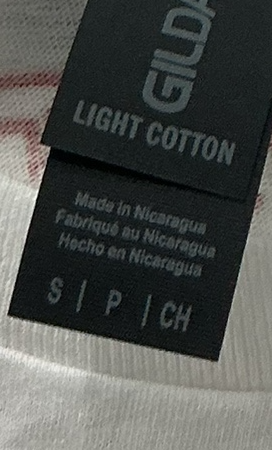 GILDA
LIGHT COTTON
Made in Nicaragua
Fabriqué au Nicaragua
Hecho en Nicaragua
S | P | CH